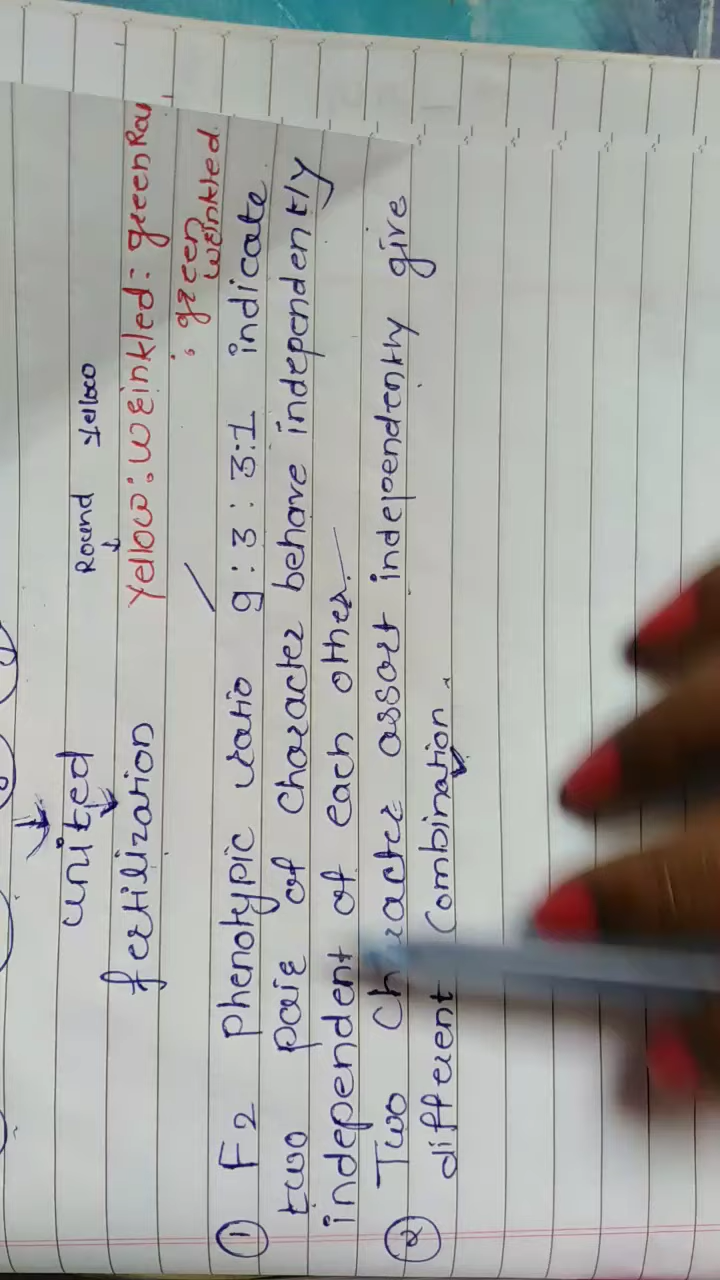 united
Round Yellow
fertilization Yellow: Wrinkled: green Rou
: green
wrinkled
① F2 Phenotypic ratio 9:3:3:1 indicate
two pair of Character behave independently
independent of each other.
② Two Character assort independently give
different Combination.